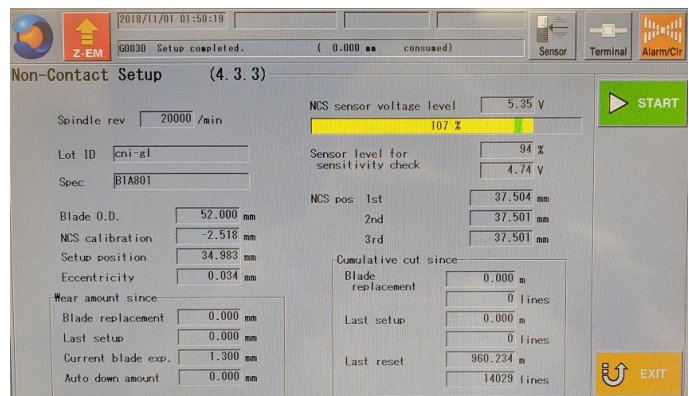 2018/11/01 01:50:19
Z-EM
G0030 Setup completed. ( 0.000 mm consumed)
Sensor
Terminal
Alarm/Clr
Non-Contact Setup (4.3.3)
START
Spindle rev 20000 /min
Lot ID cni-gl
Spec B1A801
Blade O.D. 52.000 mm
NCS calibration -2.518 mm
Setup position 34.983 mm
Eccentricity 0.034 mm
Wear amount since
Blade replacement 0.000 mm
Last setup 0.000 mm
Current blade exp. 1.300 mm
Auto down amount 0.000 mm
NCS sensor voltage level 5.35 V
107 %
Sensor level for sensitivity check 94 %
4.74 V
NCS pos 1st 37.504 mm
2nd 37.501 mm
3rd 37.501 mm
Cumulative cut since
Blade replacement 0.000 m
0 lines
Last setup 0.000 m
0 lines
Last reset 960.234 m
14029 lines
EXIT